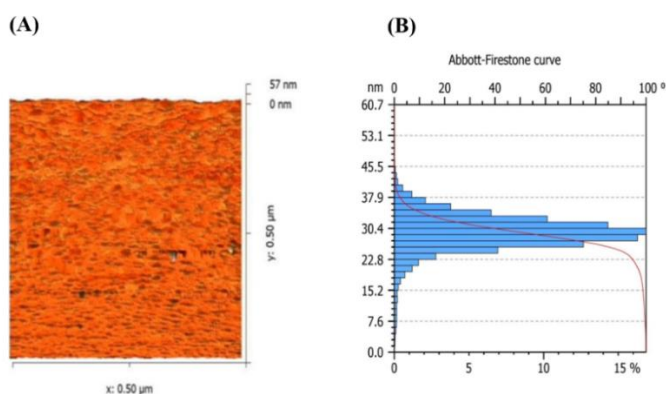 (A)
57 nm
0 nm
y: 0.50 µm
x: 0.50 µm
(B)
Abbott-Firestone curve
nm 0 20 40 60 80 100 º
60.7
53.1
45.5
37.9
30.4
22.8
15.2
7.6
0.0
0 5 10 15 %